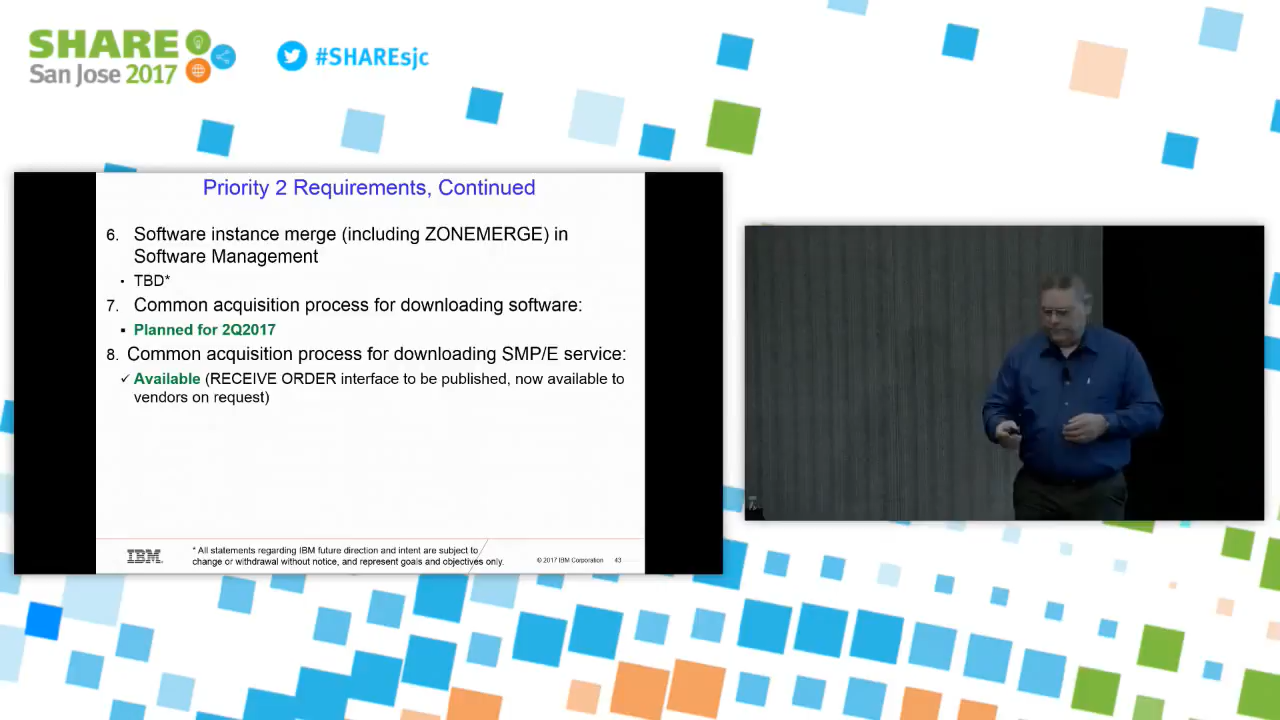 SHARE
San Jose 2017
#SHAREsjc
Priority 2 Requirements, Continued
6. Software instance merge (including ZONEMERGE) in
Software Management
• TBD*
7. Common acquisition process for downloading software:
▪ Planned for 2Q2017
8. Common acquisition process for downloading SMP/E service:
✓ Available (RECEIVE ORDER interface to be published, now available to
vendors on request)
IBM
* All statements regarding IBM future direction and intent are subject to
change or withdrawal without notice, and represent goals and objectives only.
© 2017 IBM Corporation 43